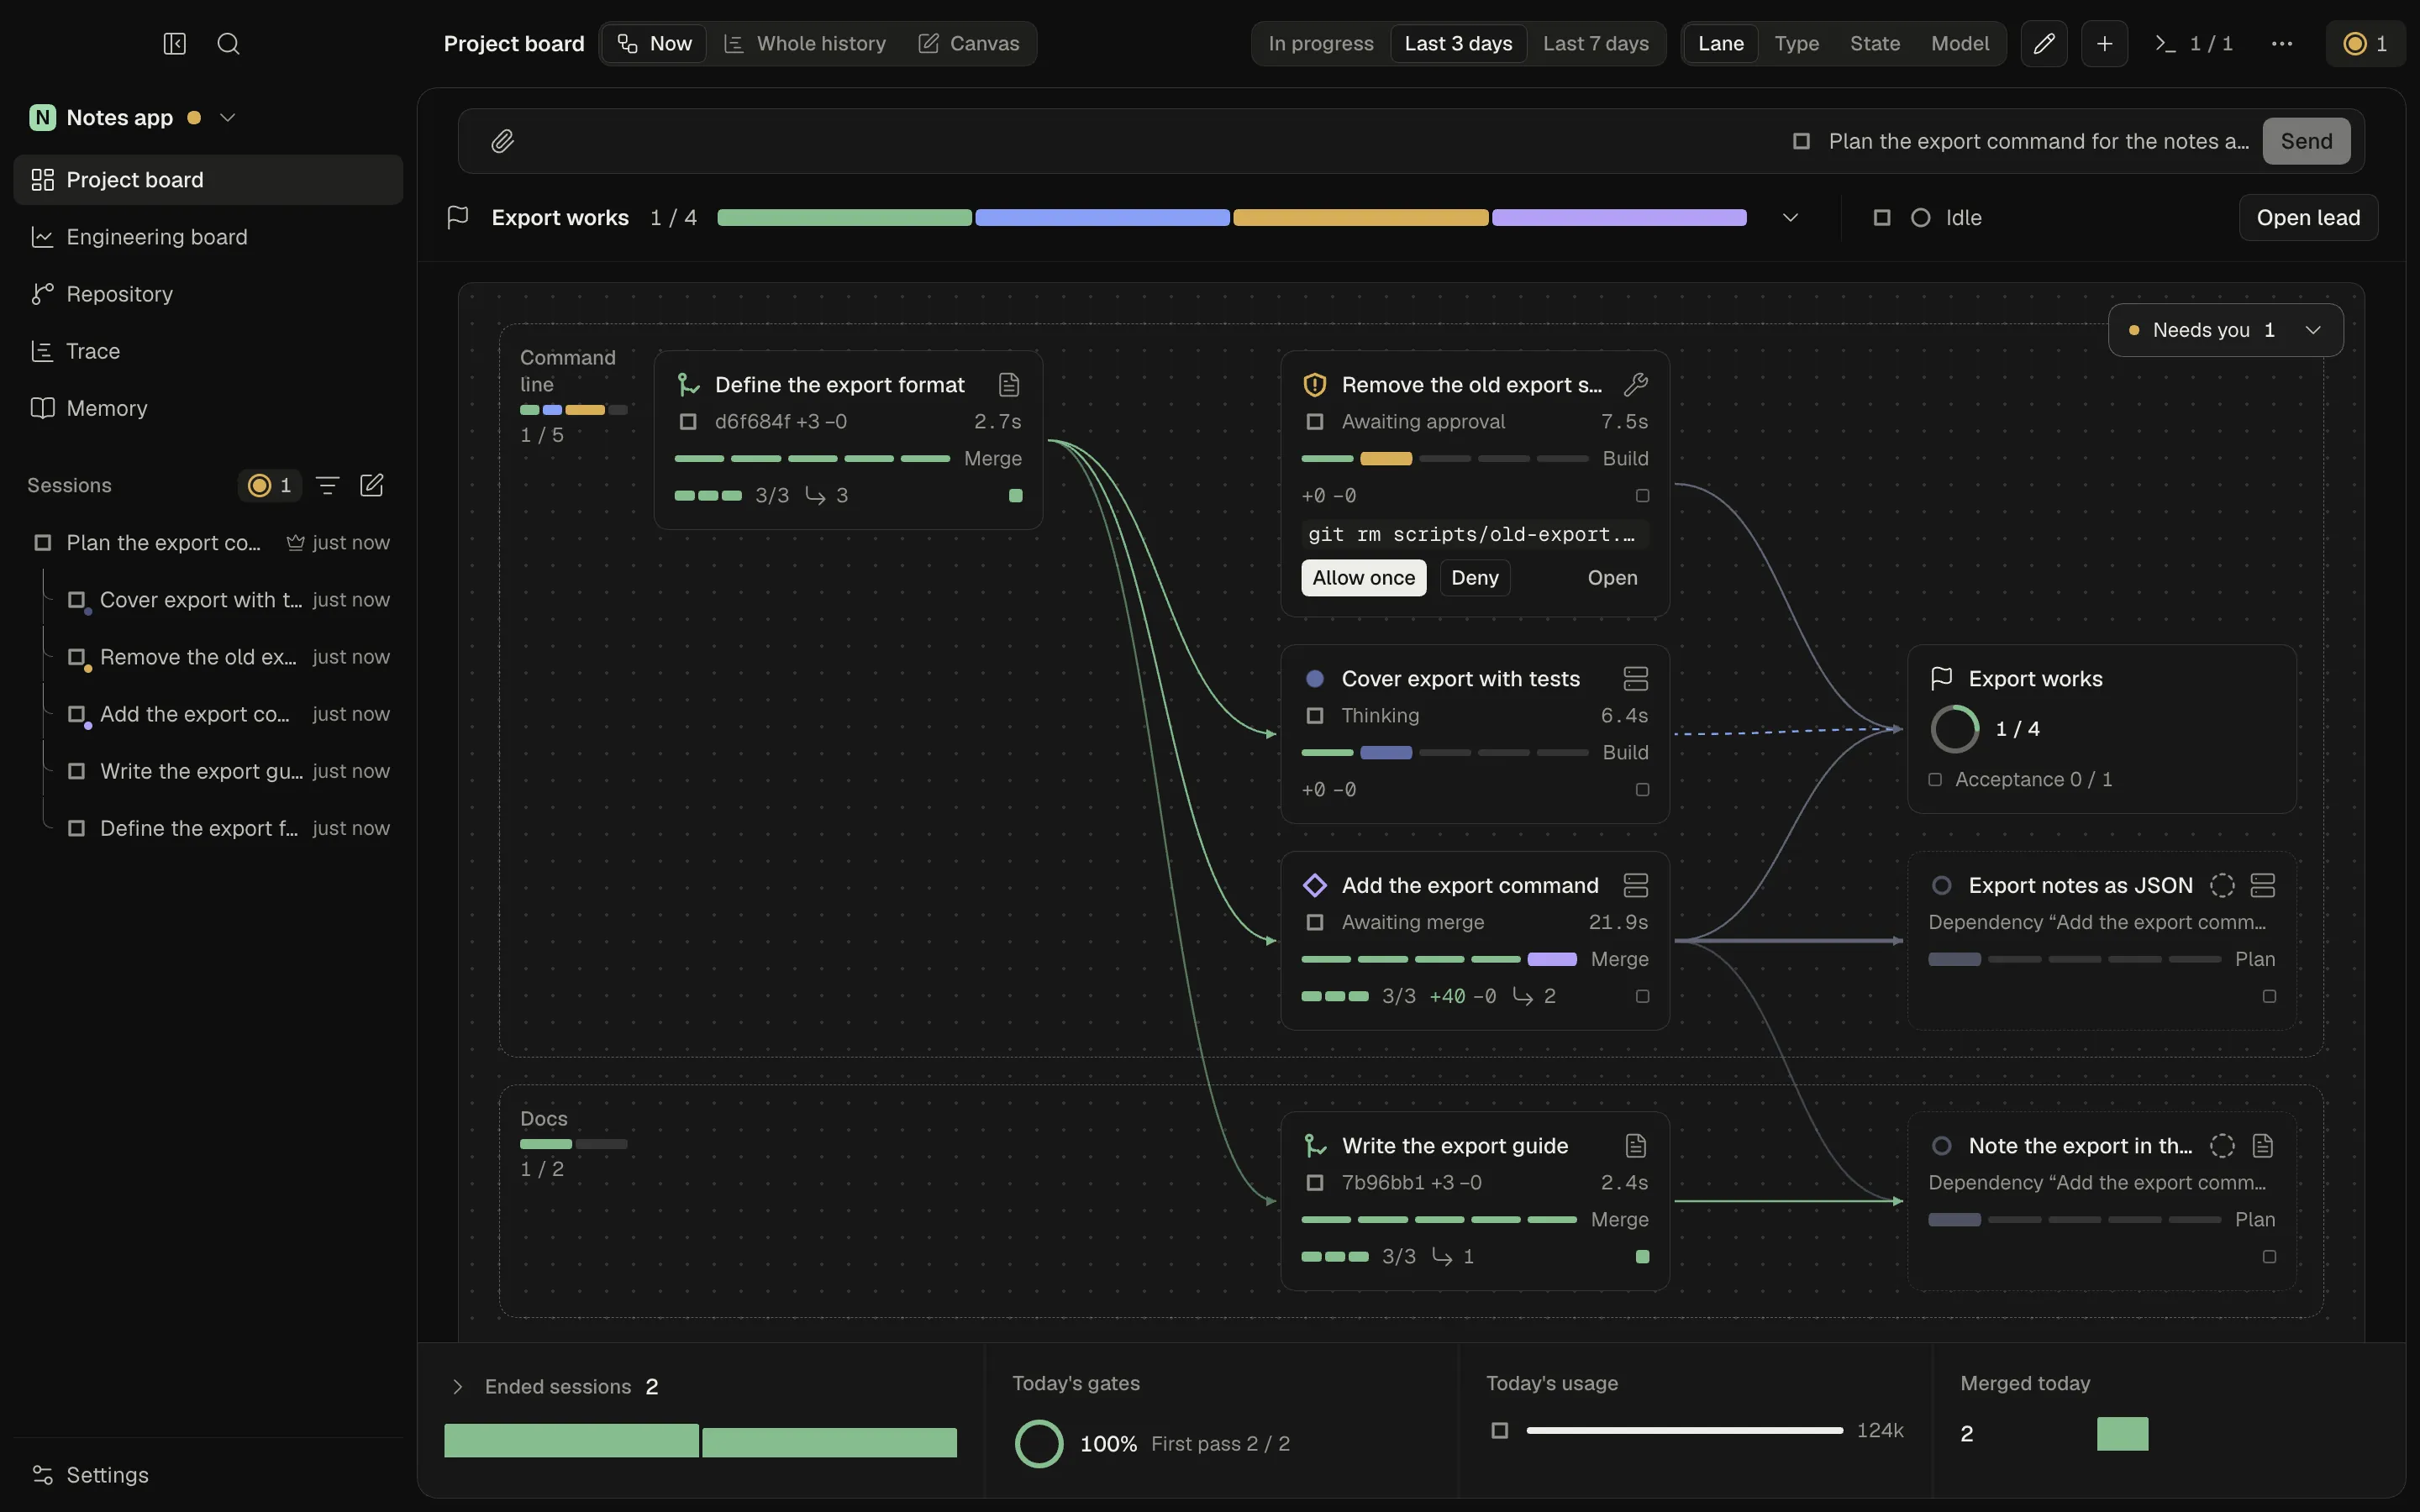 Project board
Now
Whole history
Canvas
In progress
Last 3 days
Last 7 days
Lane
Type
State
Model
1 / 1
1
N
Notes app
Project board
Engineering board
Repository
Trace
Memory
Sessions
1
Plan the export co… just now
Cover export with t… just now
Remove the old ex… just now
Add the export co… just now
Write the export gu… just now
Define the export f… just now
Settings
Plan the export command for the notes a…
Send
Export works 1 / 4
Idle
Open lead
Needs you 1
Command
line
1 / 5
Define the export format
d6f684f +3 −0 2.7s
Merge
3/3 3
Remove the old export s…
Awaiting approval 7.5s
Build
+0 −0
git rm scripts/old-export.…
Allow once
Deny
Open
Cover export with tests
Thinking 6.4s
Build
+0 −0
Export works
1 / 4
Acceptance 0 / 1
Add the export command
Awaiting merge 21.9s
Merge
3/3 +40 −0 2
Export notes as JSON
Dependency “Add the export comm…
Plan
Docs
1 / 2
Write the export guide
7b96bb1 +3 −0 2.4s
Merge
3/3 1
Note the export in th…
Dependency “Add the export comm…
Plan
Ended sessions 2
Today's gates
100% First pass 2 / 2
Today's usage
124k
Merged today
2